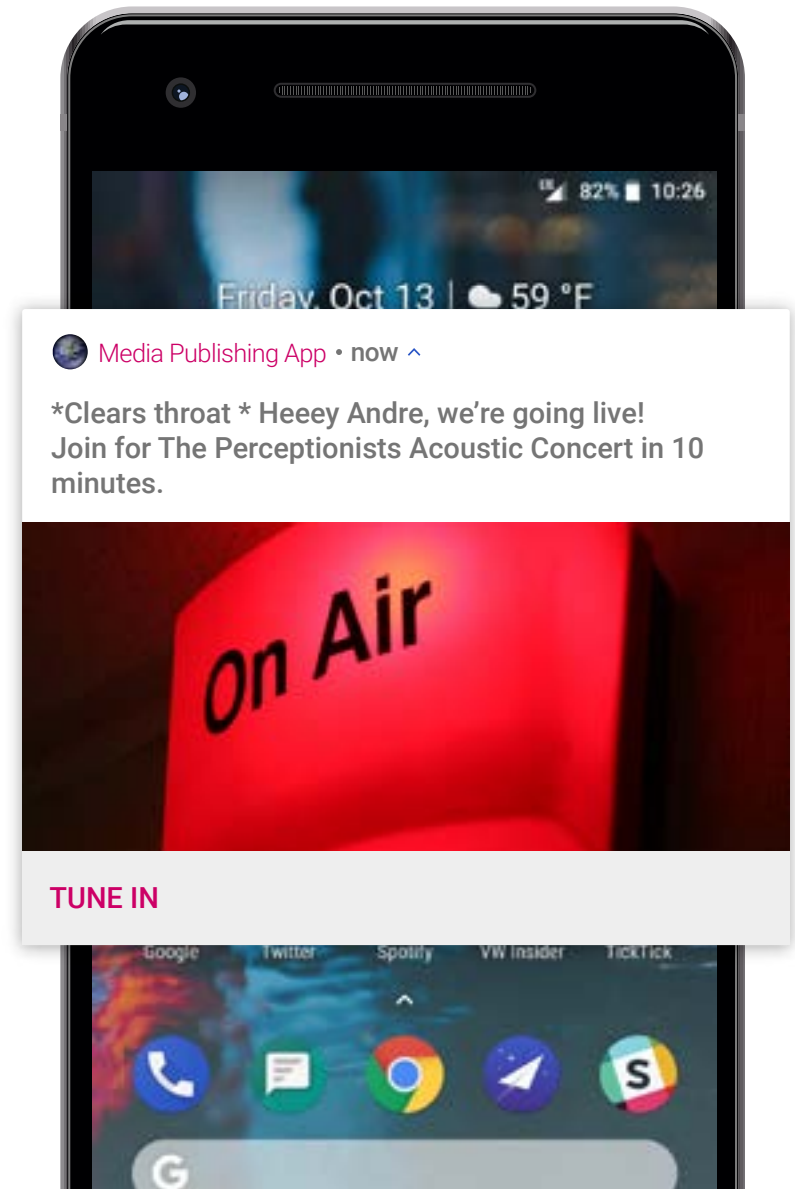 82% 10:26
Friday, Oct 13 | 59 °F
Media Publishing App • now
*Clears throat * Heeey Andre, we’re going live!
Join for The Perceptionists Acoustic Concert in 10
minutes.
On Air
TUNE IN
Google Twitter Spotify VW Insider TickTick
S
G